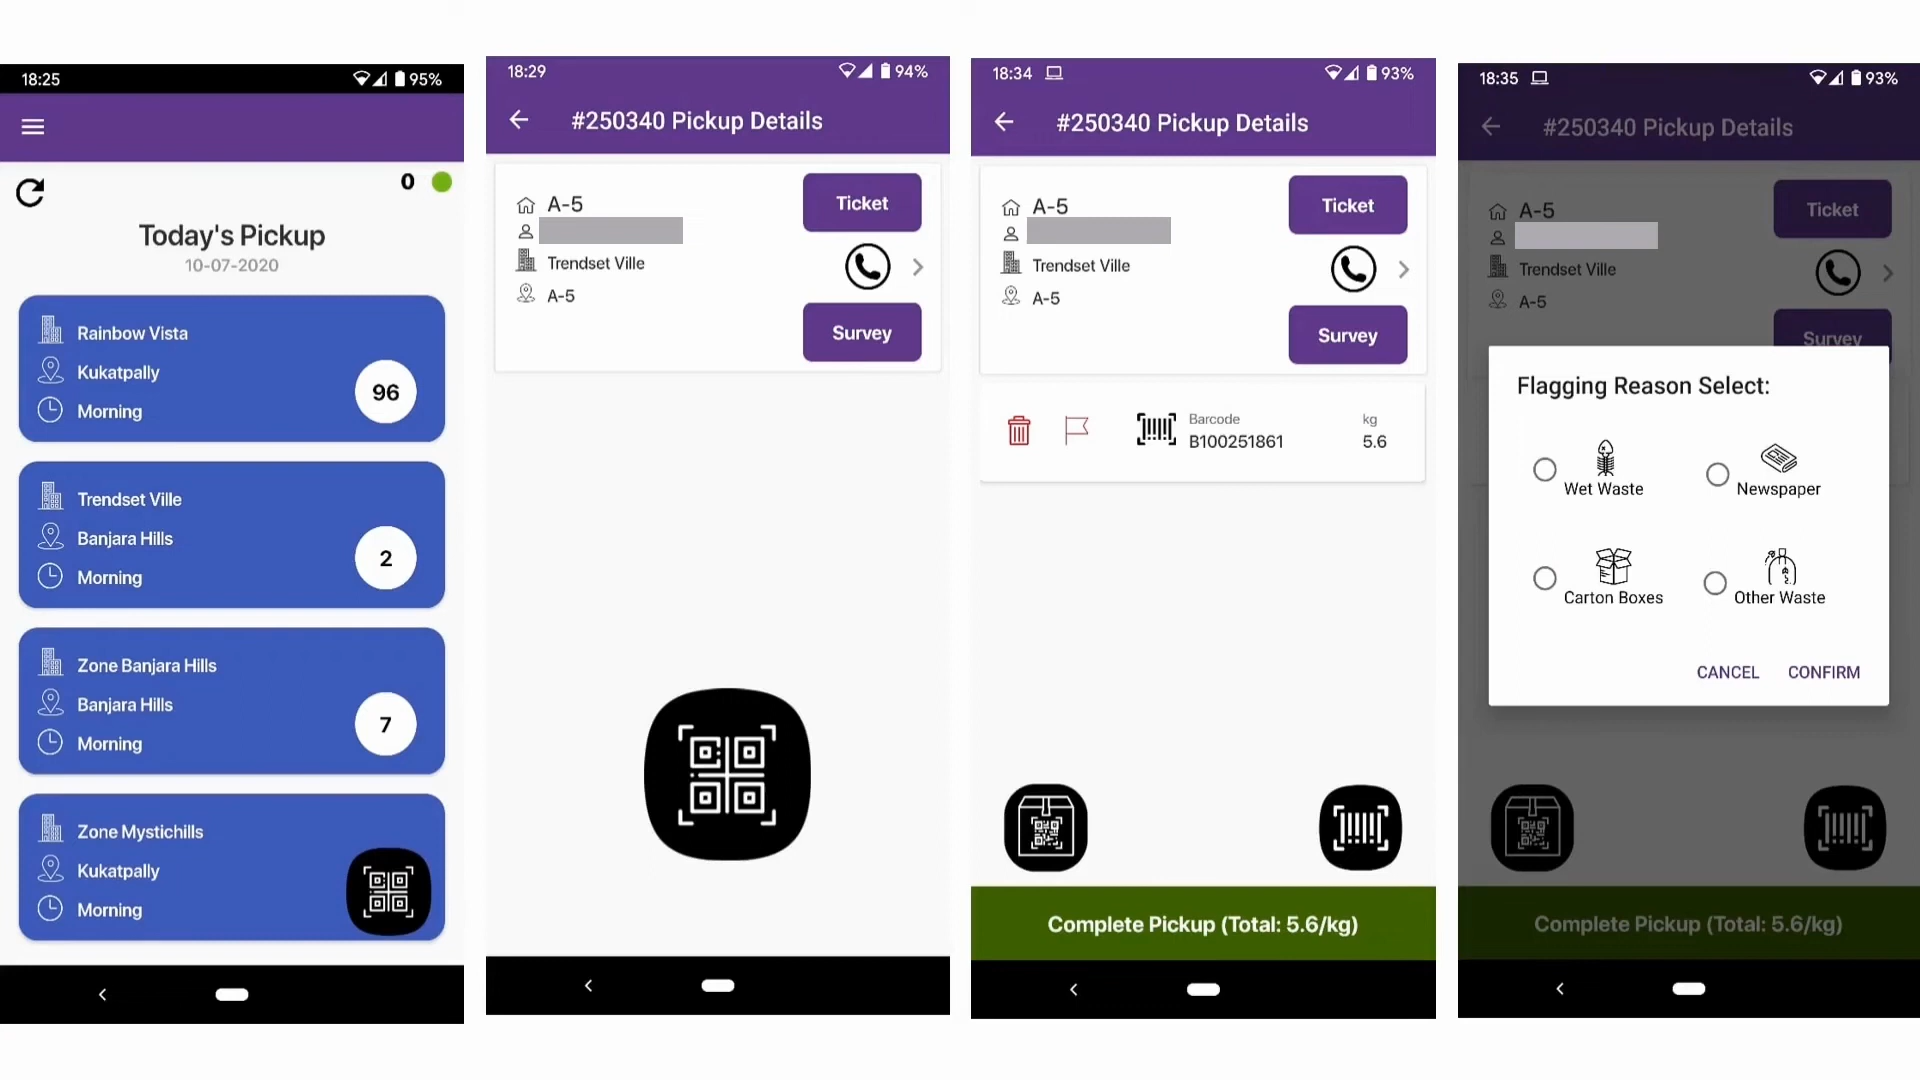 18:25
95%
0
Today's Pickup
10-07-2020
Rainbow Vista
Kukatpally
Morning
96
Trendset Ville
Banjara Hills
Morning
2
Zone Banjara Hills
Banjara Hills
Morning
7
Zone Mystichills
Kukatpally
Morning
18:29
94%
#250340 Pickup Details
A-5
Trendset Ville
A-5
Ticket
Survey
18:34
93%
#250340 Pickup Details
A-5
Trendset Ville
A-5
Ticket
Survey
Barcode
B100251861
kg
5.6
Complete Pickup (Total: 5.6/kg)
18:35
93%
#250340 Pickup Details
A-5
Trendset Ville
A-5
Ticket
Survey
Flagging Reason Select:
Wet Waste
Newspaper
Carton Boxes
Other Waste
CANCEL
CONFIRM
Complete Pickup (Total: 5.6/kg)